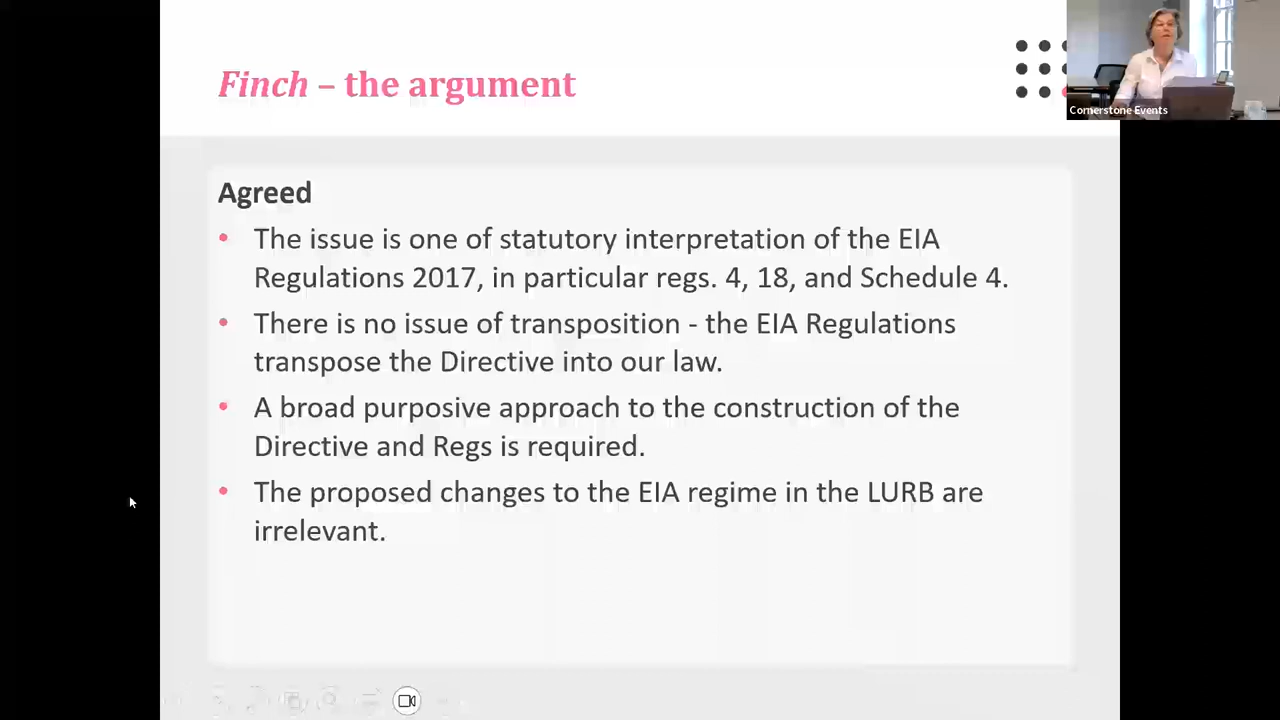 Finch – the argument
Cornerstone Events
Agreed
• The issue is one of statutory interpretation of the EIA
Regulations 2017, in particular regs. 4, 18, and Schedule 4.
• There is no issue of transposition - the EIA Regulations
transpose the Directive into our law.
• A broad purposive approach to the construction of the
Directive and Regs is required.
• The proposed changes to the EIA regime in the LURB are
irrelevant.